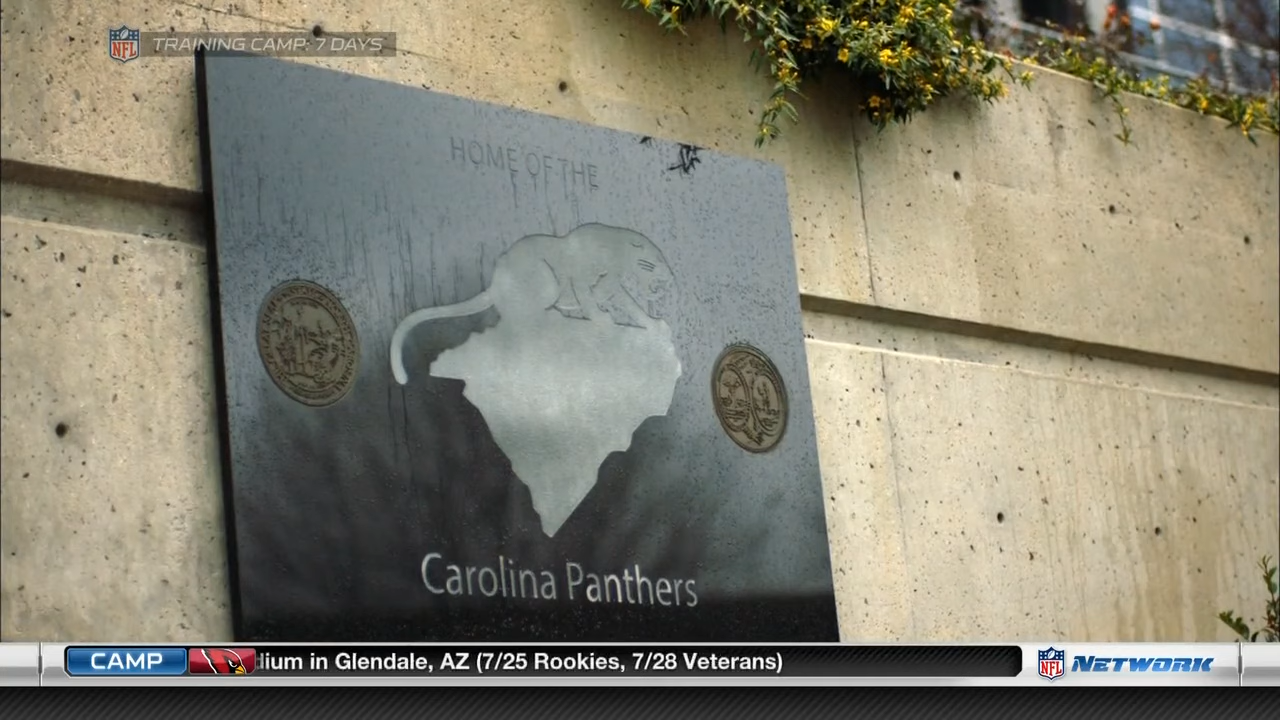 NFL
TRAINING CAMP: 7 DAYS
HOME OF THE
Carolina Panthers
CAMP
dium in Glendale, AZ (7/25 Rookies, 7/28 Veterans)
NFL
NETWORK